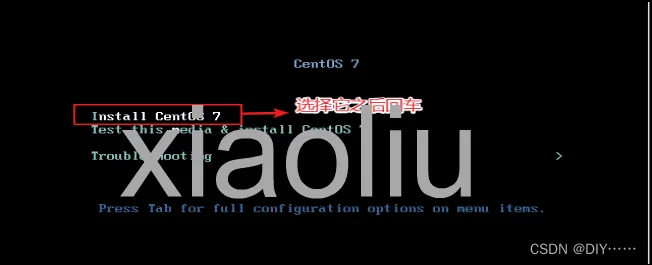 CentOS 7
Install CentOS 7
选择它之后回车
Test this media & install CentOS 7
Troubleshooting >
xiaoliu
Press Tab for full configuration options on menu items.
CSDN @DIY……